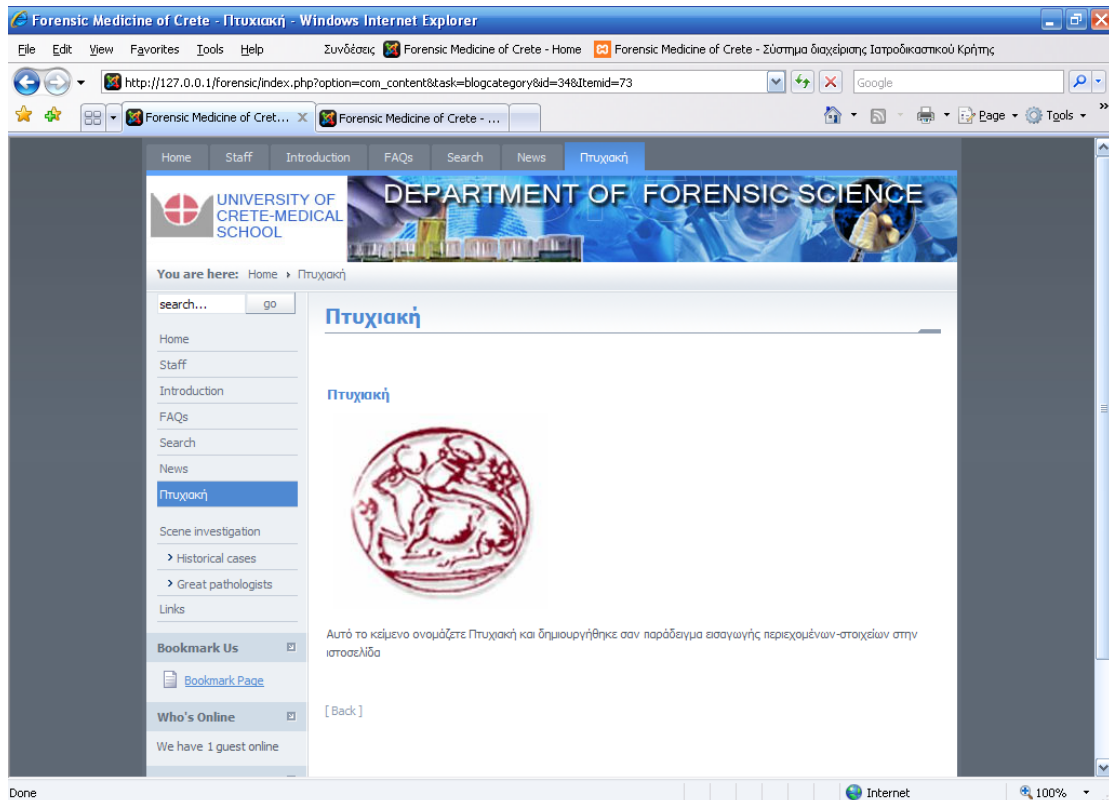 Forensic Medicine of Crete - Πτυχιακή - Windows Internet Explorer
File Edit View Favorites Tools Help Συνδέσεις Forensic Medicine of Crete - Home Forensic Medicine of Crete - Σύστημα διαχείρισης Ιατροδικαστικού Κρήτης
http://127.0.0.1/forensic/index.php?option=com_content&task=blogcategory&id=34&Itemid=73 Google
Forensic Medicine of Cret... Forensic Medicine of Crete - ... Page Tools
Home Staff Introduction FAQs Search News Πτυχιακή
UNIVERSITY OF
CRETE-MEDICAL
SCHOOL
DEPARTMENT OF FORENSIC SCIENCE
You are here: Home Πτυχιακή
search... go
Πτυχιακή
Home
Staff
Introduction
FAQs
Search
News
Πτυχιακή
Scene investigation
Historical cases
Great pathologists
Links
Bookmark Us
Bookmark Page
Who's Online
We have 1 guest online
Πτυχιακή
Αυτό το κείμενο ονομάζετε Πτυχιακή και δημιουργήθηκε σαν παράδειγμα εισαγωγής περιεχομένων-στοιχείων στην
ιστοσελίδα
[ Back ]
Done Internet 100%